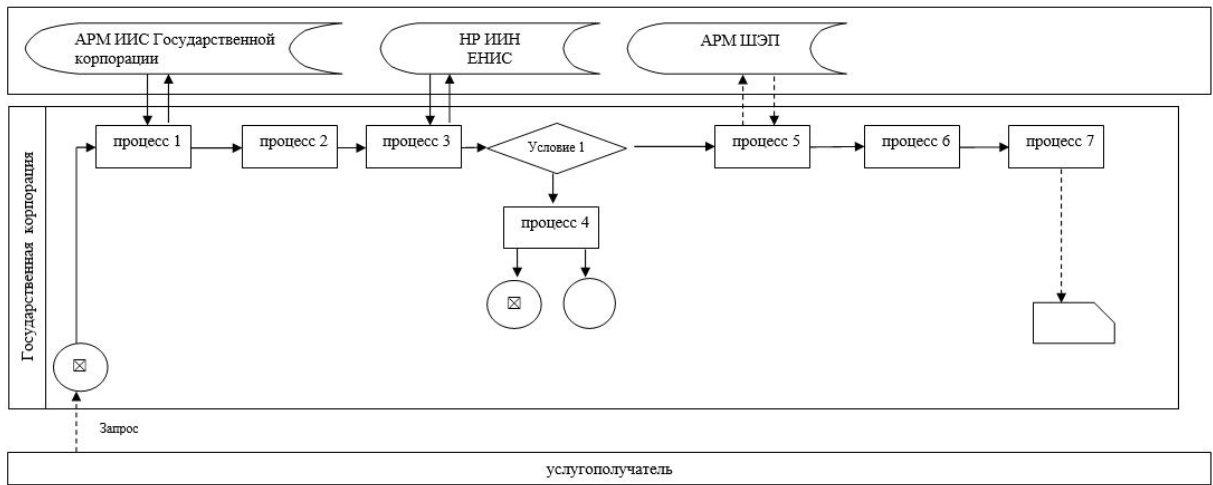 АРМ ИИС Государственной
корпорации
НР ИИН
ЕНИС
АРМ ШЭП
Государственная корпорация
процесс 1
процесс 2
процесс 3
Условие 1
процесс 5
процесс 6
процесс 7
процесс 4
Запрос
услугополучатель